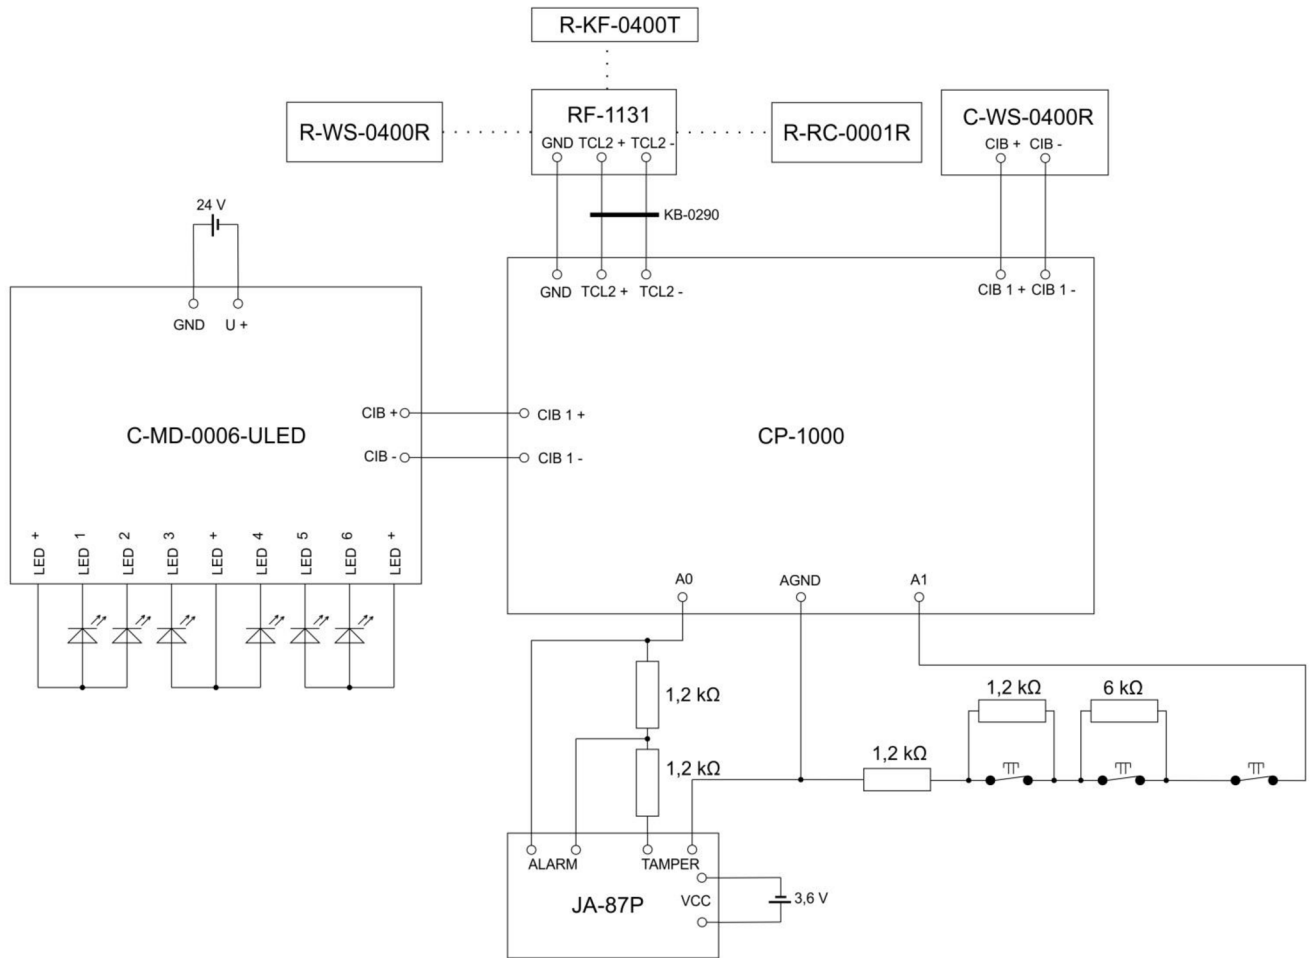 R-KF-0400T
R-WS-0400R
RF-1131
GND TCL2 + TCL2 -
R-RC-0001R
C-WS-0400R
CIB + CIB -
KB-0290
24 V
GND U +
GND TCL2 + TCL2 -
CIB 1 + CIB 1 -
C-MD-0006-ULED
CIB +
CIB -
CIB 1 +
CIB 1 -
CP-1000
LED +
LED 1
LED 2
LED 3
LED +
LED 4
LED 5
LED 6
LED +
A0
AGND
A1
1,2 kΩ
1,2 kΩ
1,2 kΩ
1,2 kΩ
6 kΩ
ALARM
TAMPER
VCC
JA-87P
3,6 V